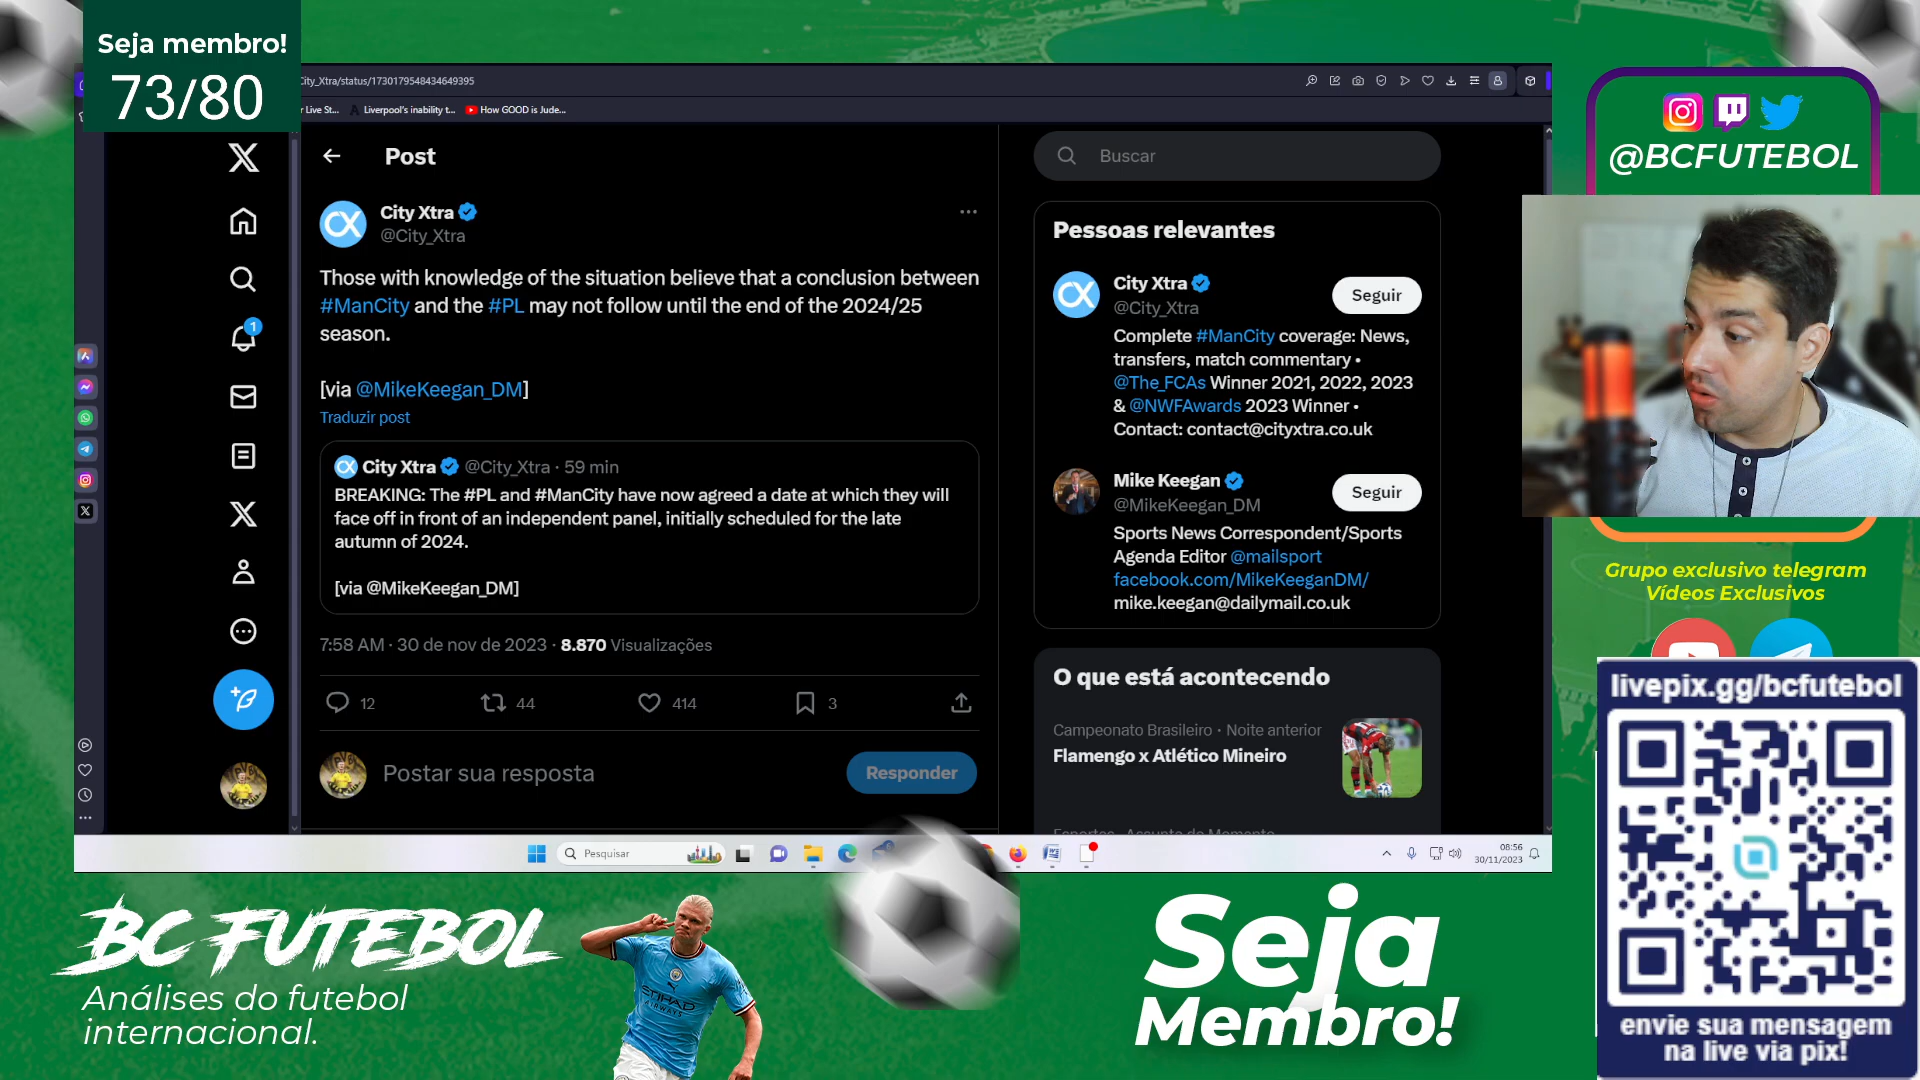 Seja membro!
73/80
City_Xtra/status/1730179548434649395
r Live St...
Liverpool's inability t...
How GOOD is Jude...
@BCFUTEBOL
Post
Buscar
City Xtra
@City_Xtra
Those with knowledge of the situation believe that a conclusion between
#ManCity and the #PL may not follow until the end of the 2024/25
season.
[via @MikeKeegan_DM]
Traduzir post
City Xtra @City_Xtra · 59 min
BREAKING: The #PL and #ManCity have now agreed a date at which they will
face off in front of an independent panel, initially scheduled for the late
autumn of 2024.
[via @MikeKeegan_DM]
7:58 AM · 30 de nov de 2023 · 8.870 Visualizações
12
44
414
3
Postar sua resposta
Responder
1
Pessoas relevantes
City Xtra
@City_Xtra
Seguir
Complete #ManCity coverage: News,
transfers, match commentary •
@The_FCAs Winner 2021, 2022, 2023
& @NWFAwards 2023 Winner •
Contact: contact@cityxtra.co.uk
Mike Keegan
@MikeKeegan_DM
Seguir
Sports News Correspondent/Sports
Agenda Editor @mailsport
facebook.com/MikeKeeganDM/
mike.keegan@dailymail.co.uk
O que está acontecendo
Campeonato Brasileiro · Noite anterior
Flamengo x Atlético Mineiro
Esportes · Assunto do Momento
Pesquisar
08:56
30/11/2023
Grupo exclusivo telegram
Vídeos Exclusivos
livepix.gg/bcfutebol
envie sua mensagem
na live via pix!
BC FUTEBOL
Análises do futebol
internacional.
ETIHAD
AIRWAYS
Seja
Membro!